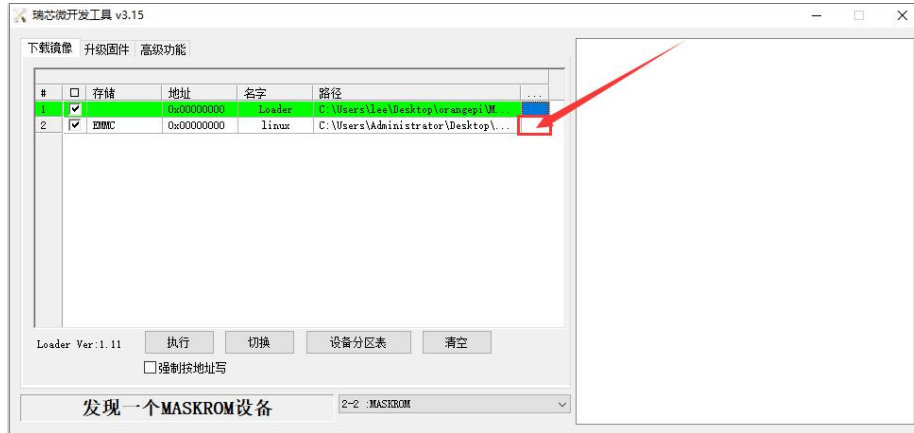 瑞芯微开发工具 v3.15
下载镜像 升级固件 高级功能
# 存储 地址 名字 路径 ...
1 0x00000000 Loader C:\Users\lee\Desktop\orangepi\M...
2 EMMC 0x00000000 linux C:\Users\Administrator\Desktop\...
Loader Ver:1.11 执行 切换 设备分区表 清空
强制按地址写
发现一个MASKROM设备 2-2 :MASKROM